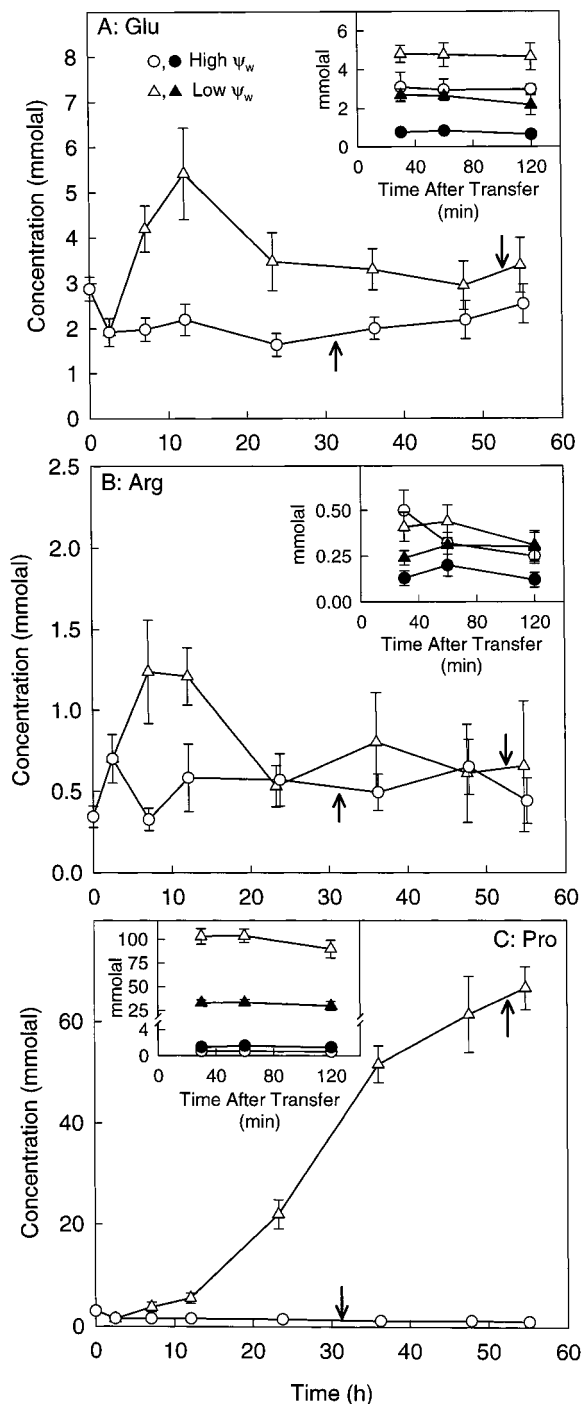 A: Glu
○,● High ψw
△,▲ Low ψw
Concentration (mmolal)
9
8
7
6
5
4
3
2
1
0
0 10 20 30 40 50 60
mmolal
6
4
2
0
0 40 80 120
Time After Transfer
(min)
B: Arg
Concentration (mmolal)
2.5
2.0
1.5
1.0
0.5
0.0
0 10 20 30 40 50 60
mmolal
0.50
0.25
0.00
0 40 80 120
Time After Transfer
(min)
C: Pro
Concentration (mmolal)
60
40
20
0
0 10 20 30 40 50 60
Time (h)
mmolal
100
75
50
25
4
0
0 40 80 120
Time After Transfer
(min)